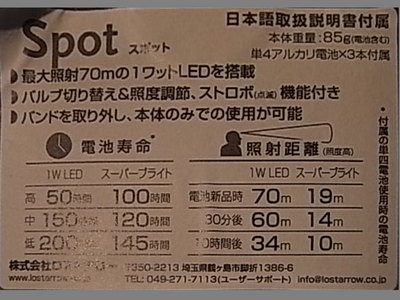 Spot スポット
日本語取扱説明書付属
本体重量:85g(電池含む)
単4アルカリ電池×3本付属
●最大照射70mの1ワットLEDを搭載
●バルブ切り替え&照度調節、ストロボ(点滅)機能付き
●バンドを取り外し、本体のみでの使用が可能
電池寿命*
1W LED スーパーブライト
高 50時間 100時間
中 150時間 120時間
低 200 145時間
照射距離(照度高)
1W LED スーパーブライト
電池新品時 70m 19m
30分後 60m 14m
10時間後 34m 10m
*付属の単四電池使用時の電池寿命
株式会社 〒350-2213 埼玉県鶴ヶ島市脚折1386-6
www.lostarrow.co.jp TEL 049-271-7113(ユーザーサポート) info@lostarrow.co.jp